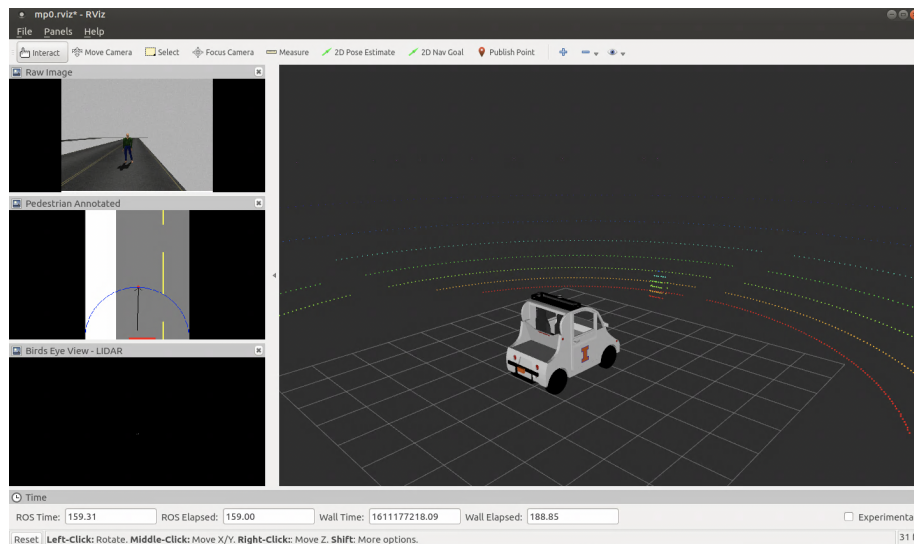 mp0.rviz* - RViz
File Panels Help
Interact Move Camera Select Focus Camera Measure 2D Pose Estimate 2D Nav Goal Publish Point
Raw Image
Pedestrian Annotated
I
Birds Eye View - LIDAR
Time
ROS Time: 159.31 ROS Elapsed: 159.00 Wall Time: 1611177218.09 Wall Elapsed: 188.85 Experimental
Reset Left-Click: Rotate. Middle-Click: Move X/Y. Right-Click:: Move Z. Shift: More options. 31